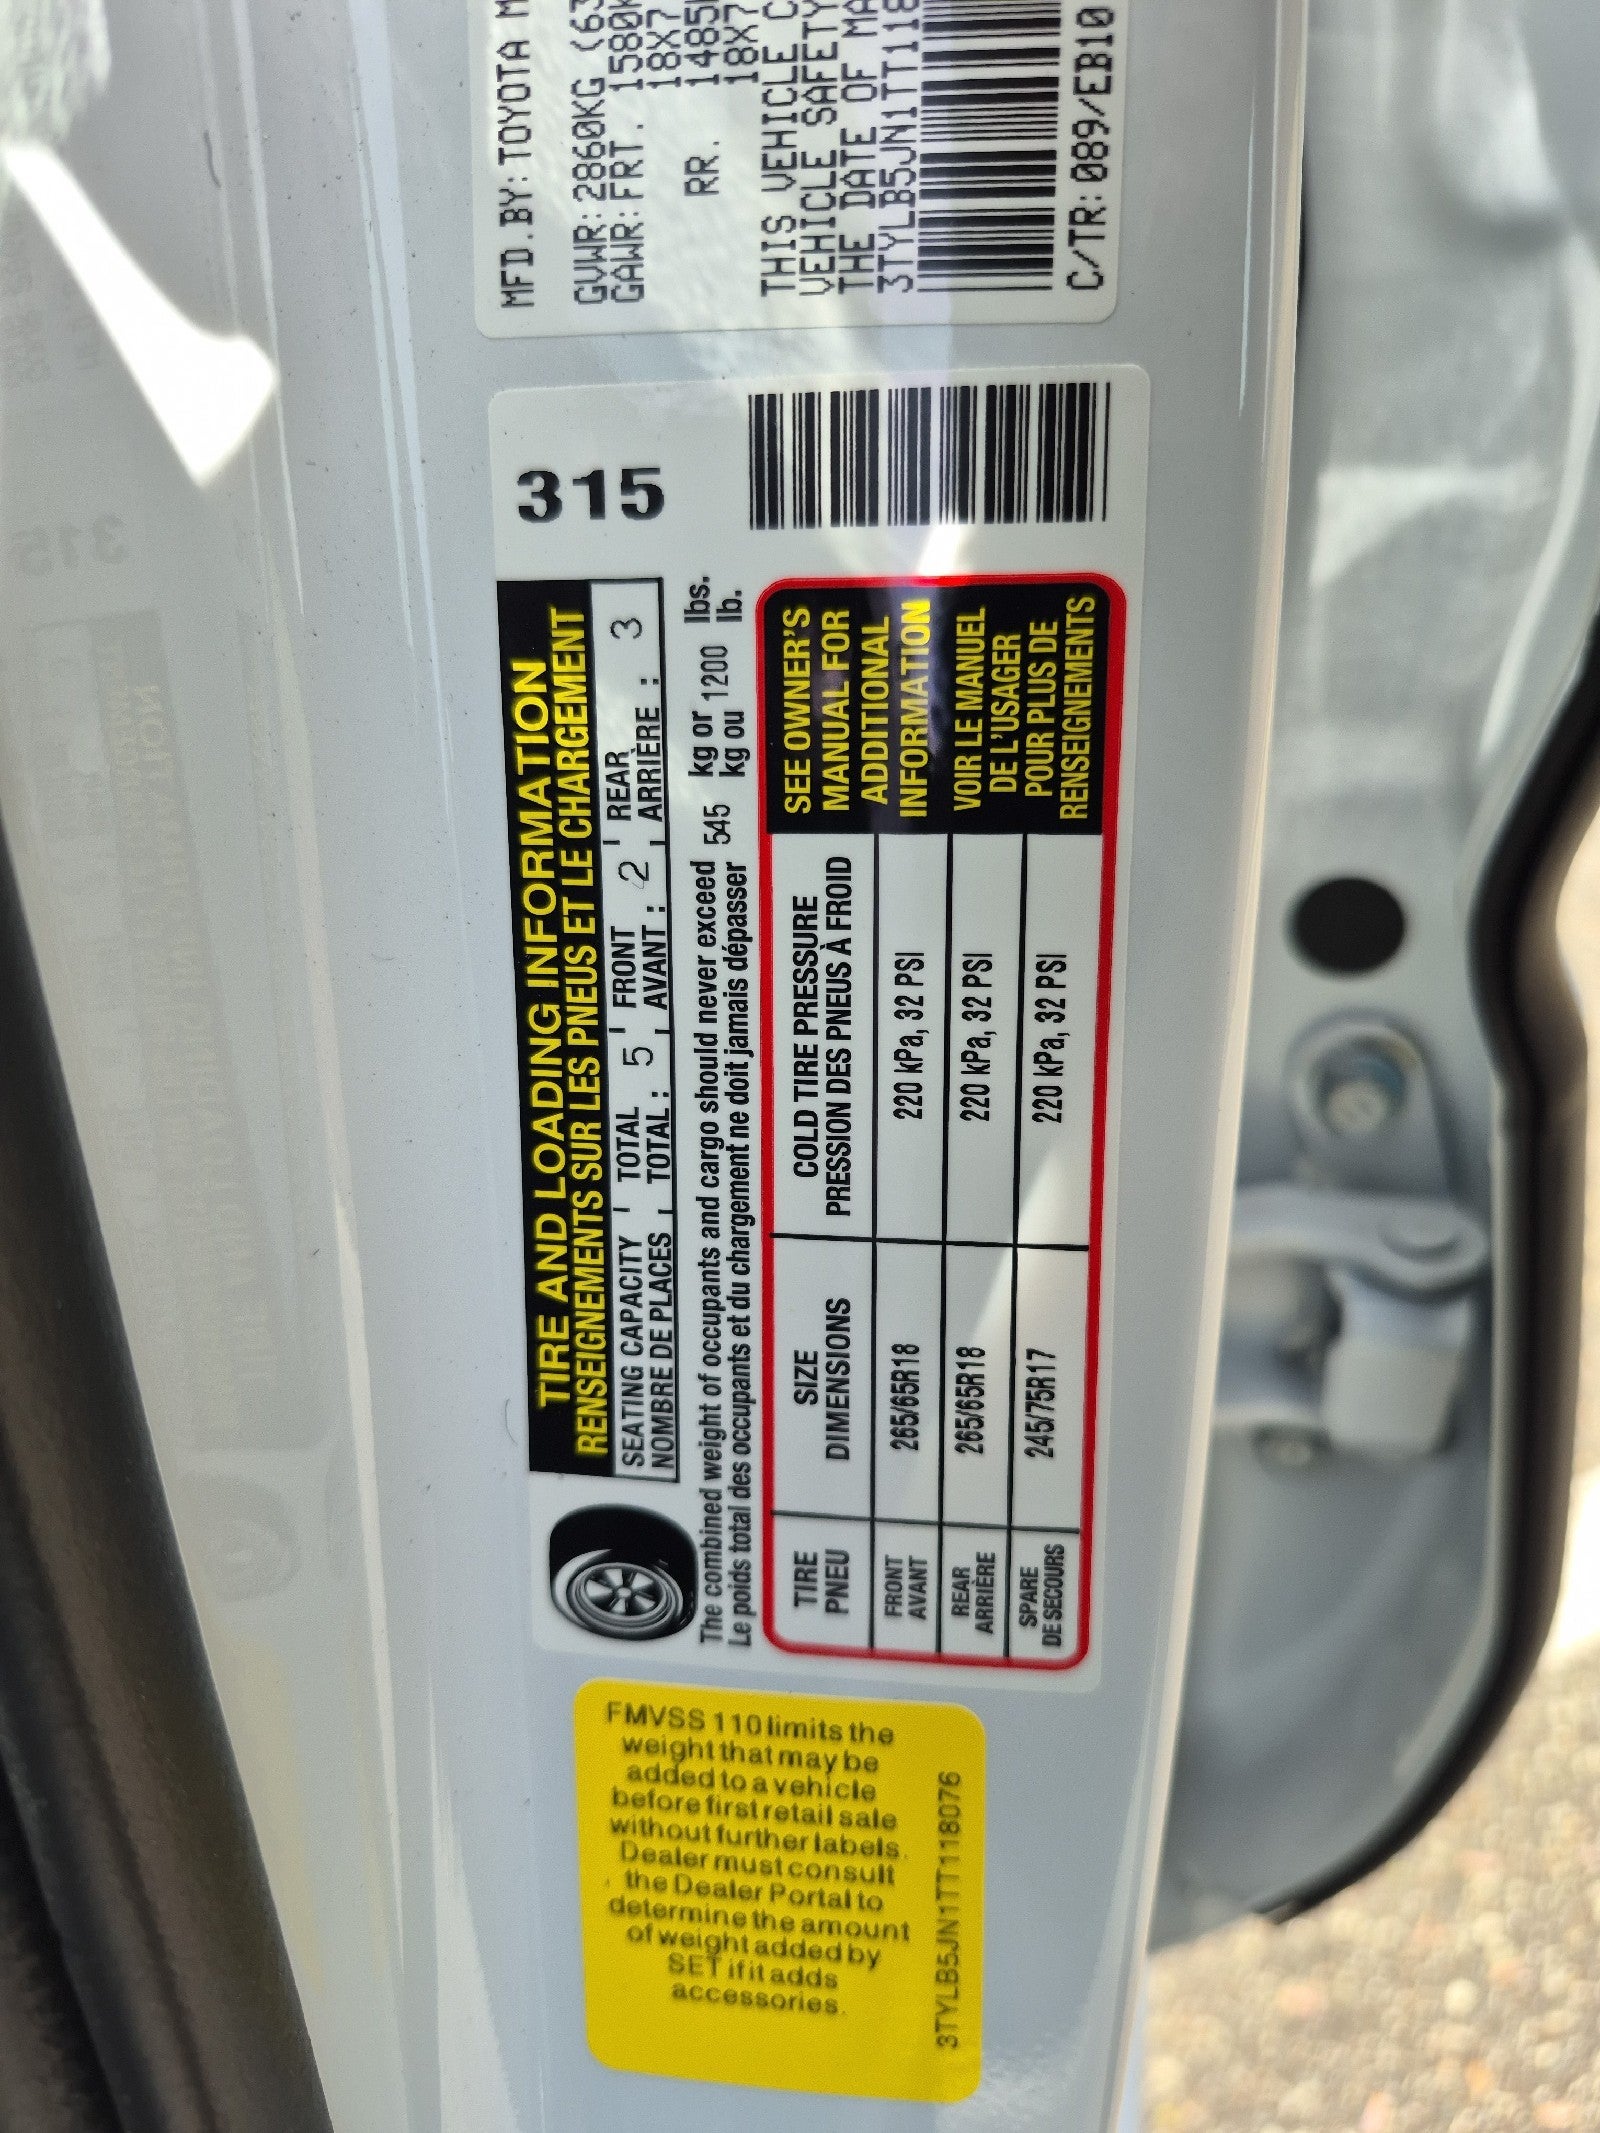 FMVSS 110 limits the
weight that may be
added to a vehicle
before first retail sale
without further labels.
Dealer must consult
the Dealer Portal to
determine the amount
of weight added by
SET if it adds
accessories.
3TYLB5JN1TT118076
TIRE AND LOADING INFORMATION
RENSEIGNEMENTS SUR LES PNEUS ET LE CHARGEMENT
315
SEATING CAPACITY TOTAL 5 FRONT 2 REAR 3
NOMBRE DE PLACES TOTAL : AVANT : ARRIÈRE :
The combined weight of occupants and cargo should never exceed 545 kg or 1200 lbs.
Le poids total des occupants et du chargement ne doit jamais dépasser kg ou lb.
TIRE SIZE COLD TIRE PRESSURE
PNEU DIMENSIONS PRESSION DES PNEUS À FROID
FRONT
AVANT 265/65R18 220 kPa, 32 PSI
REAR
ARRIÈRE 265/65R18 220 kPa, 32 PSI
SPARE
DE SECOURS 245/75R17 220 kPa, 32 PSI
SEE OWNER'S
MANUAL FOR
ADDITIONAL
INFORMATION
VOIR LE MANUEL
DE L'USAGER
POUR PLUS DE
RENSEIGNEMENTS
MFD.BY:TOYOTA M
GVWR:2860KG (63
GAWR:FRT. 1580K
18X7
RR. 1485
18X7
THIS VEHICLE C
VEHICLE SAFETY
THE DATE OF MA
3TYLB5JN1TT118
C/TR:089/EB10